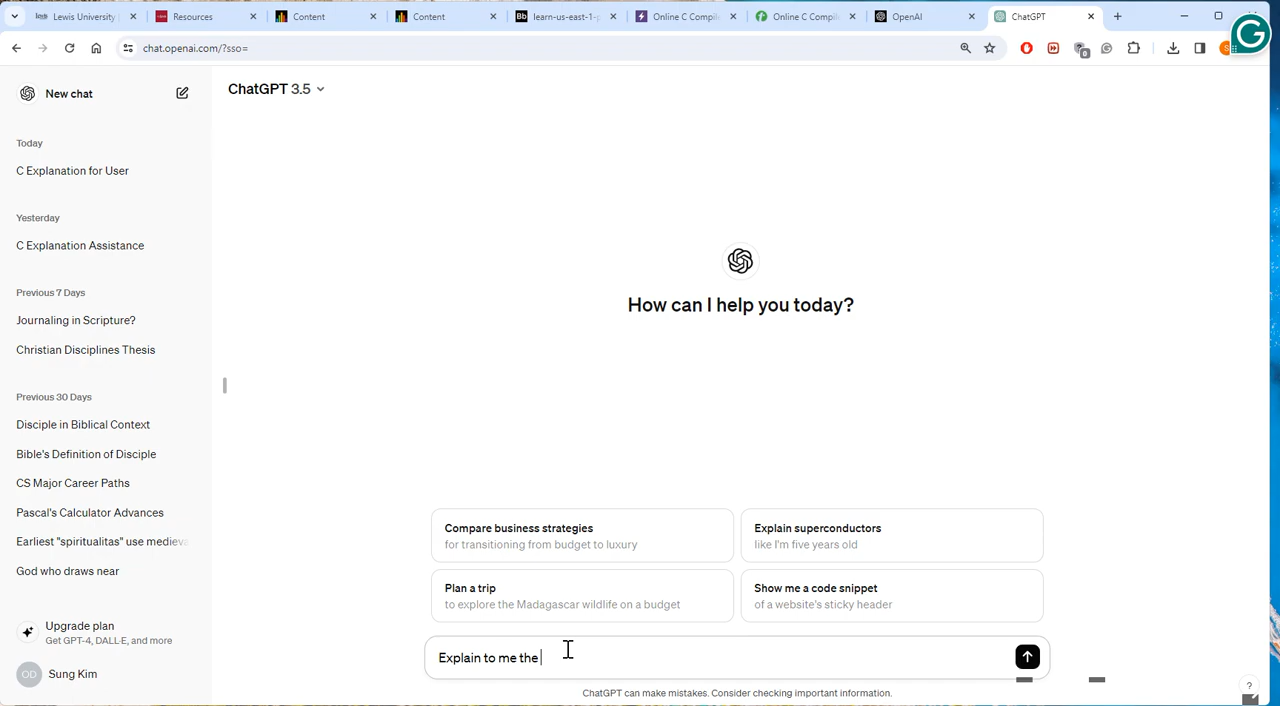 Lewis University
Resources
Content
Content
Bb learn-us-east-1-p
Online C Compile
Online C Compil
OpenAI
ChatGPT
chat.openai.com/?sso=
New chat
ChatGPT 3.5
Today
C Explanation for User
Yesterday
C Explanation Assistance
Previous 7 Days
Journaling in Scripture?
Christian Disciplines Thesis
Previous 30 Days
Disciple in Biblical Context
Bible's Definition of Disciple
CS Major Career Paths
Pascal's Calculator Advances
Earliest "spiritualitas" use medieva
God who draws near
Upgrade plan
Get GPT-4, DALL·E, and more
OD
Sung Kim
How can I help you today?
Compare business strategies
for transitioning from budget to luxury
Explain superconductors
like I'm five years old
Plan a trip
to explore the Madagascar wildlife on a budget
Show me a code snippet
of a website's sticky header
Explain to me the
ChatGPT can make mistakes. Consider checking important information.
?